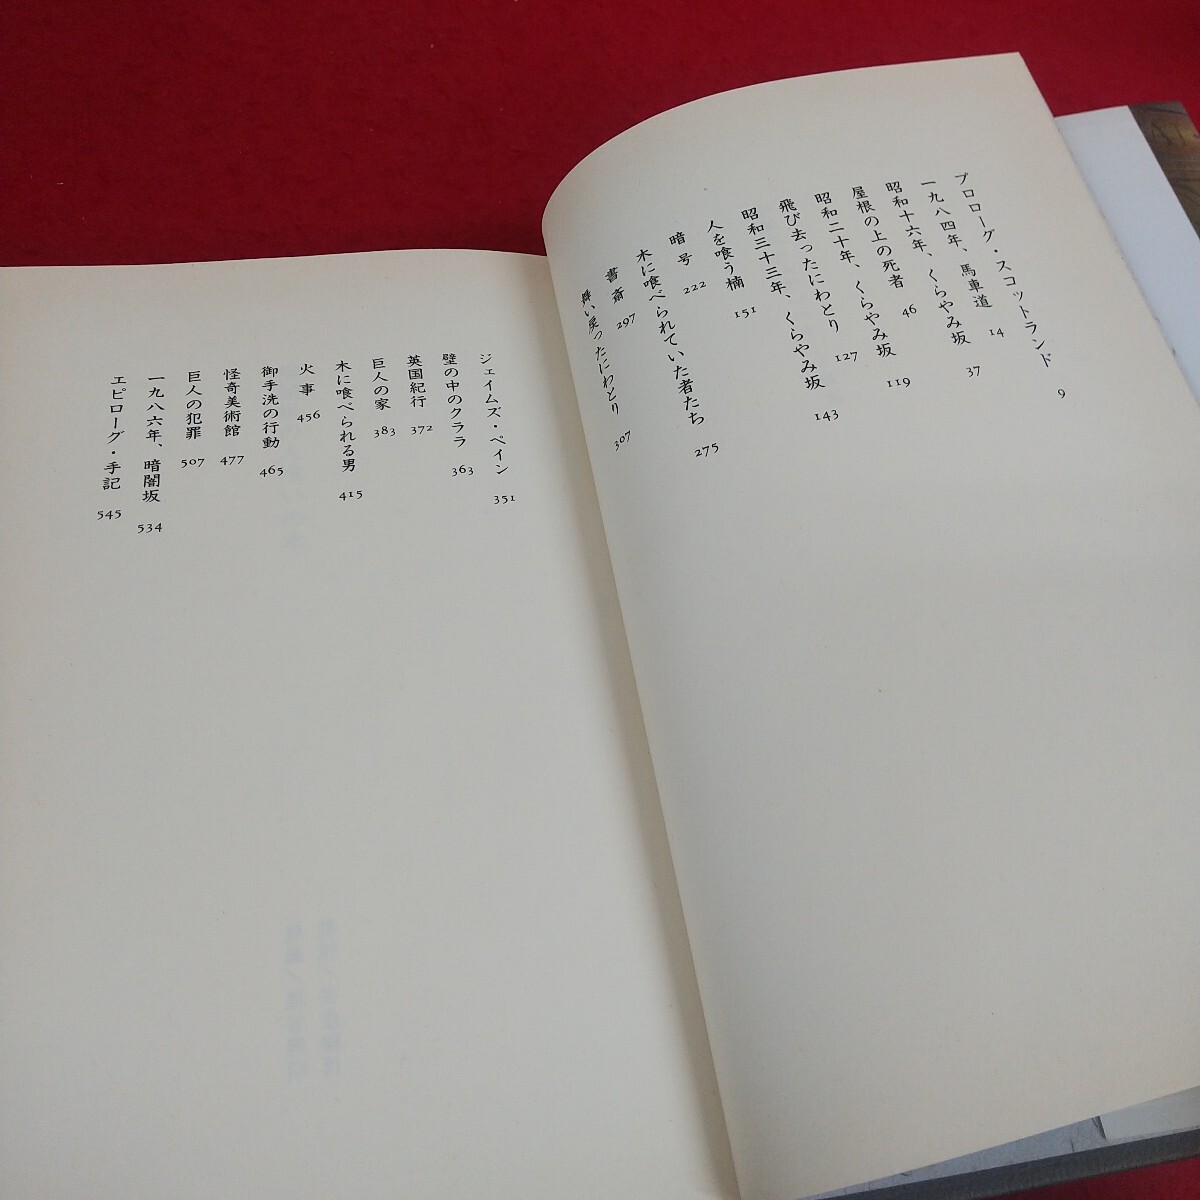 プロローグ・スコットランド 9
一九八四年、馬車道 14
昭和十六年、くらやみ坂 37
屋根の上の死者 46
昭和二十年、くらやみ坂 119
飛び去ったにわとり 127
昭和三十三年、くらやみ坂 143
人を喰う楠 151
暗号 222
木に喰べられていた者たち 275
書斎 297
舞い戻ったにわとり 307
ジェイムズ・ペイン 351
壁の中のクララ 363
英国紀行 372
巨人の家 383
木に喰べられる男 415
火事 456
御手洗の行動 465
怪奇美術館 477
巨人の犯罪 507
一九八六年、暗闇坂 534
エピローグ・手記 545